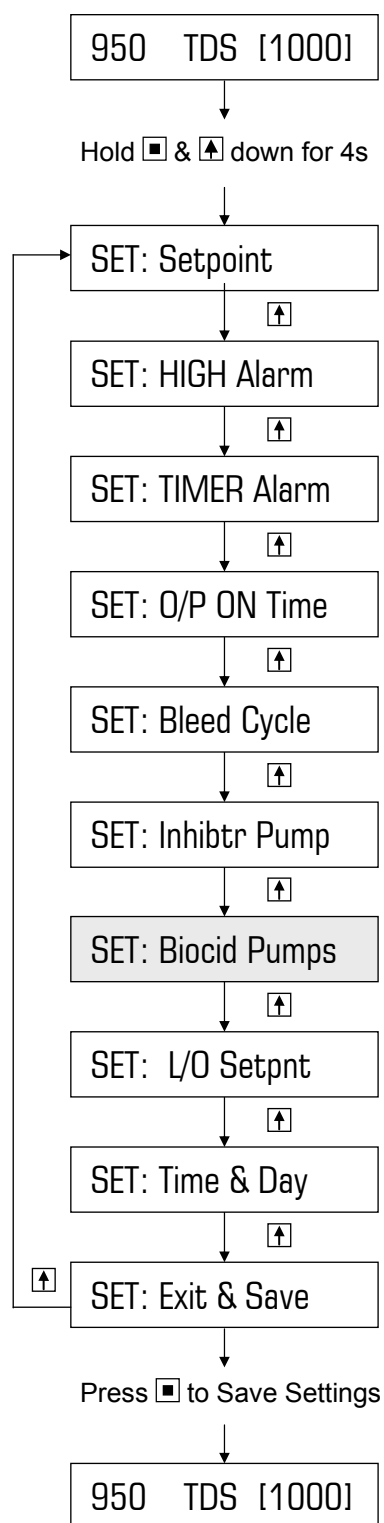 950 TDS [1000]
Hold ■ & ↑ down for 4s
SET: Setpoint
↑
SET: HIGH Alarm
↑
SET: TIMER Alarm
↑
SET: O/P ON Time
↑
SET: Bleed Cycle
↑
SET: Inhibtr Pump
↑
SET: Biocid Pumps
↑
SET: L/O Setpnt
↑
SET: Time & Day
↑
↑
SET: Exit & Save
Press ■ to Save Settings
950 TDS [1000]